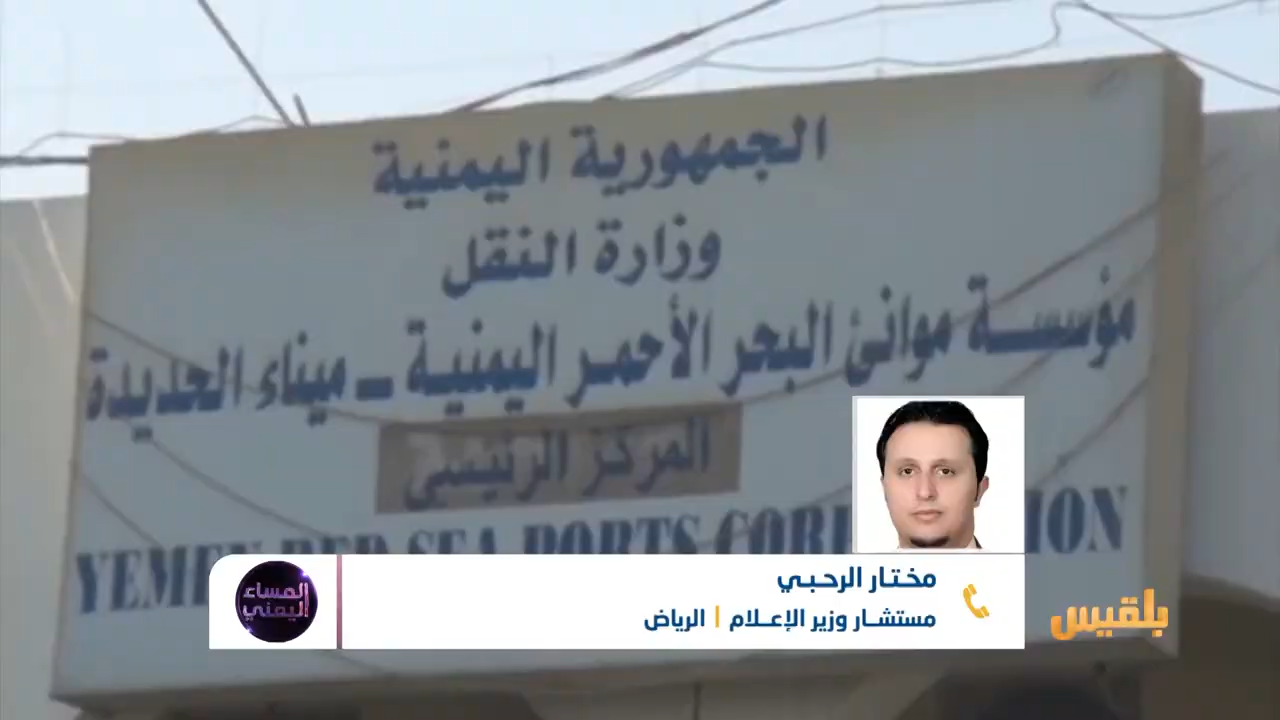 الجمهورية اليمنية
وزارة النقل
مؤسسة موانئ البحر الأحمر اليمنية ـ ميناء الحديدة
المركز الرئيسي
YEMEN RED SEA PORTS
مختار الرحبي
مستشار وزير الإعلام | الرياض
المساء
اليمني
بلقيس